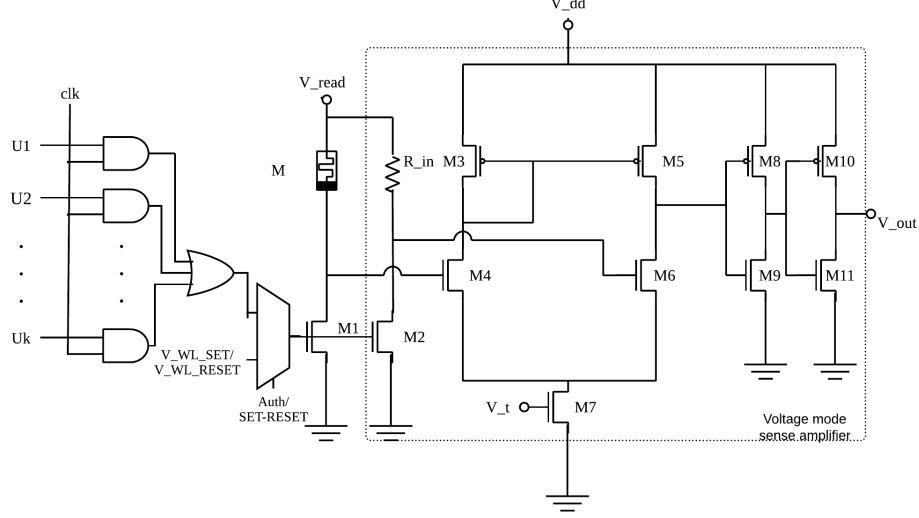 V_dd
clk
V_read
U1
R_in
M3
M5
M8
M10
M
U2
V_out
M4
M6
M9
M11
Uk
M1
M2
V_WL_SET/
V_WL_RESET
Auth/
SET-RESET
V_t
M7
Voltage mode
sense amplifier